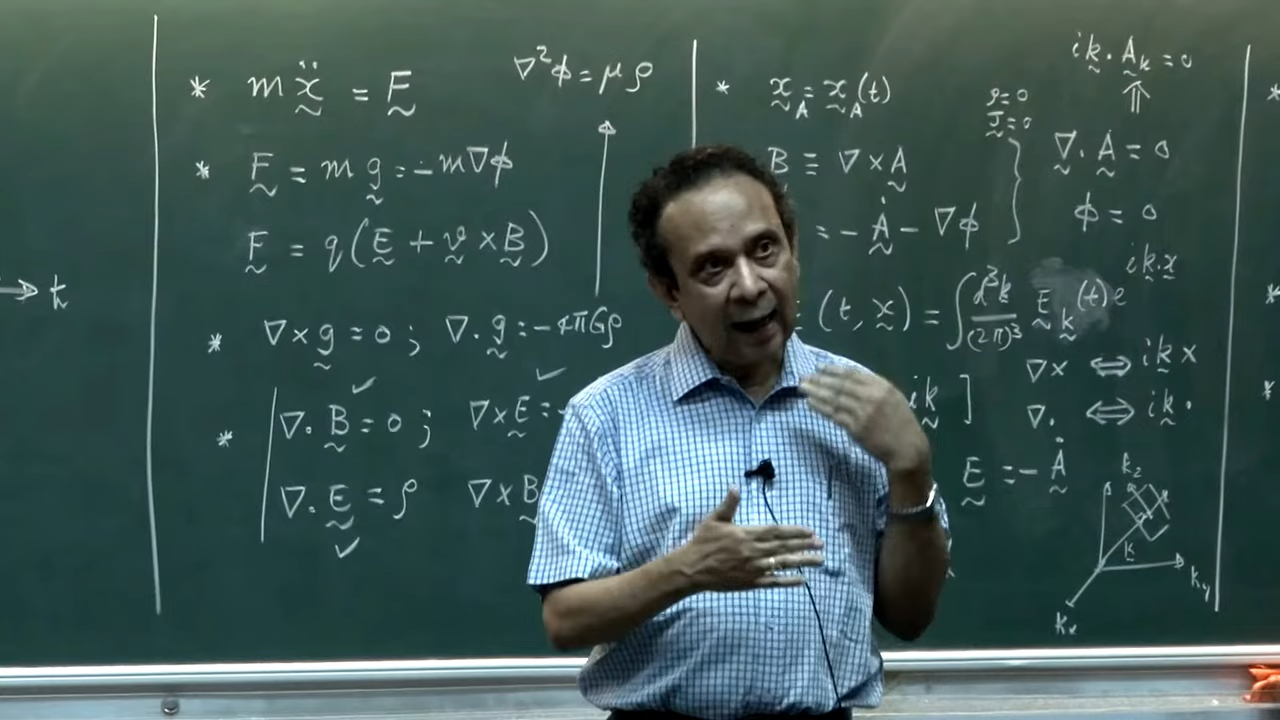 → t
* m ẍ = F
∇²ϕ = μρ
* F = m g = -m∇ϕ
F = q(E + v × B)
* ∇×g = 0 ; ∇·g = -4πGρ
* ∇·B = 0 ; ∇×E = -
∇·E = ρ ∇×B
* x_A = x_A(t)
B ≡ ∇×A
= -Ȧ - ∇ϕ
(t, x) = ∫ d³k/(2π)³ E_k(t) e^{ik·x}
ik ]
E = -Ȧ
ik·A_k = 0
⇑
ρ=0
J=0
∇·A = 0
ϕ = 0
∇× ⇔ ik×
∇· ⇔ ik·
k_z
k
k_y
k_x
*
*
*